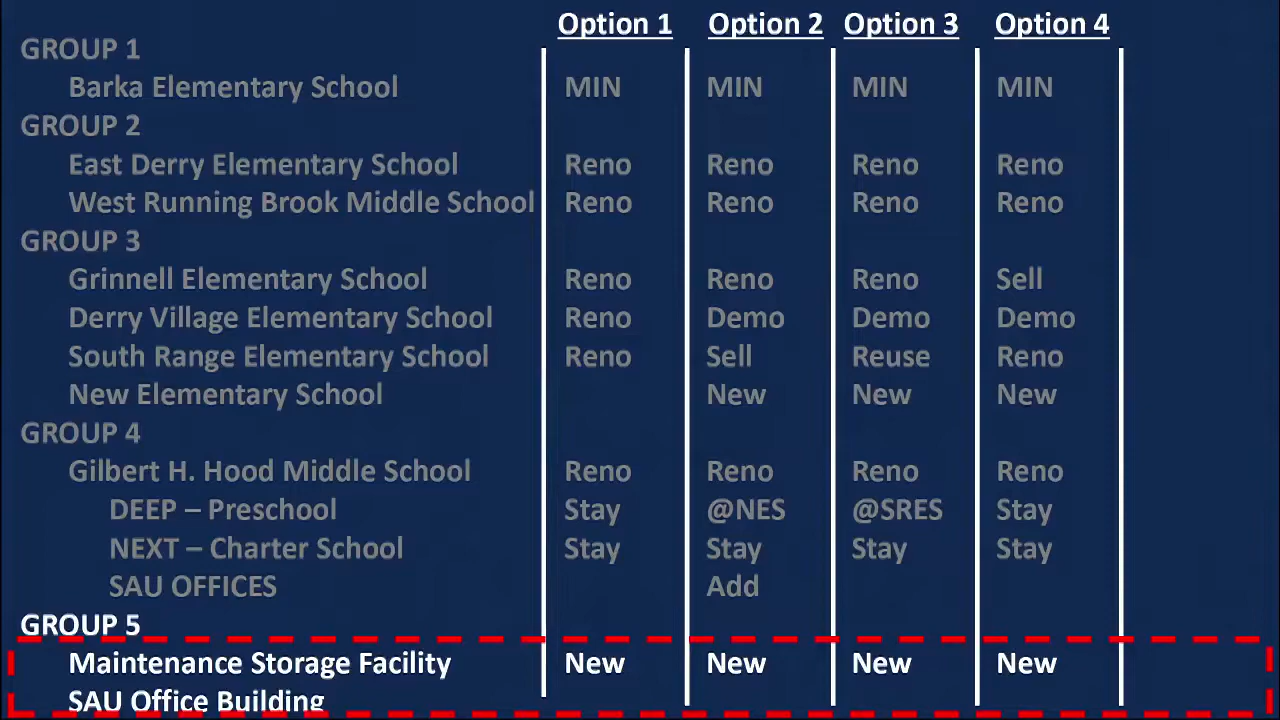 Option 1 Option 2 Option 3 Option 4
GROUP 1
Barka Elementary School MIN MIN MIN MIN
GROUP 2
East Derry Elementary School Reno Reno Reno Reno
West Running Brook Middle School Reno Reno Reno Reno
GROUP 3
Grinnell Elementary School Reno Reno Reno Sell
Derry Village Elementary School Reno Demo Demo Demo
South Range Elementary School Reno Sell Reuse Reno
New Elementary School New New New
GROUP 4
Gilbert H. Hood Middle School Reno Reno Reno Reno
DEEP – Preschool Stay @NES @SRES Stay
NEXT – Charter School Stay Stay Stay Stay
SAU OFFICES Add
GROUP 5
Maintenance Storage Facility New New New New
SAU Office Building